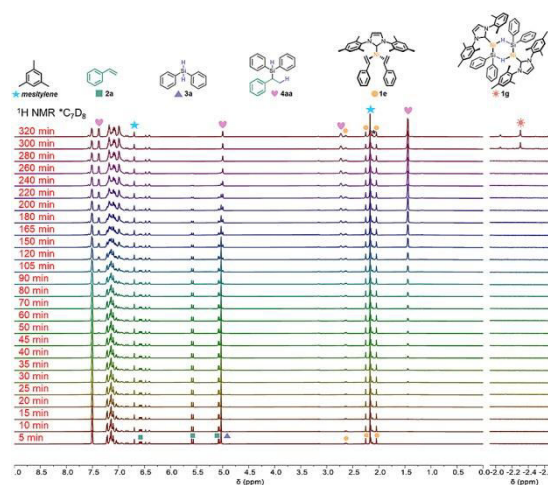 mesitylene
2a
3a
4aa
1e
1g
¹H NMR *C₇D₈
320 min
300 min
280 min
260 min
240 min
220 min
200 min
180 min
165 min
150 min
120 min
105 min
90 min
80 min
70 min
60 min
50 min
45 min
40 min
35 min
30 min
25 min
20 min
15 min
10 min
5 min
.0 8.5 8.0 7.5 7.0 6.5 6.0 5.5 5.0 4.5 4.0 3.5 3.0 2.5 2.0 1.5 1.0 0.5 0.0 -0.5 -2.0 -2.2 -2.4 -2.6 -2.8
δ (ppm) δ (ppm)